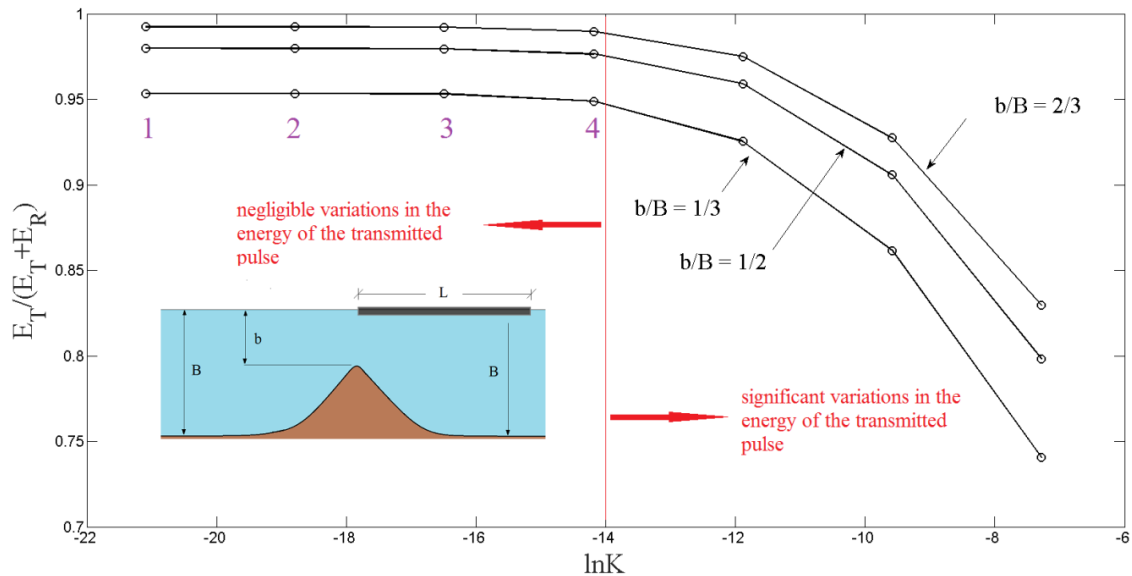 1
0.95
0.9
0.85
0.8
0.75
0.7
E_T/(E_T+E_R)
1 2 3 4
b/B = 2/3
b/B = 1/3
b/B = 1/2
negligible variations in the
energy of the transmitted
pulse
L
b
B
B
significant variations in the
energy of the transmitted
pulse
-22 -20 -18 -16 -14 -12 -10 -8 -6
lnK